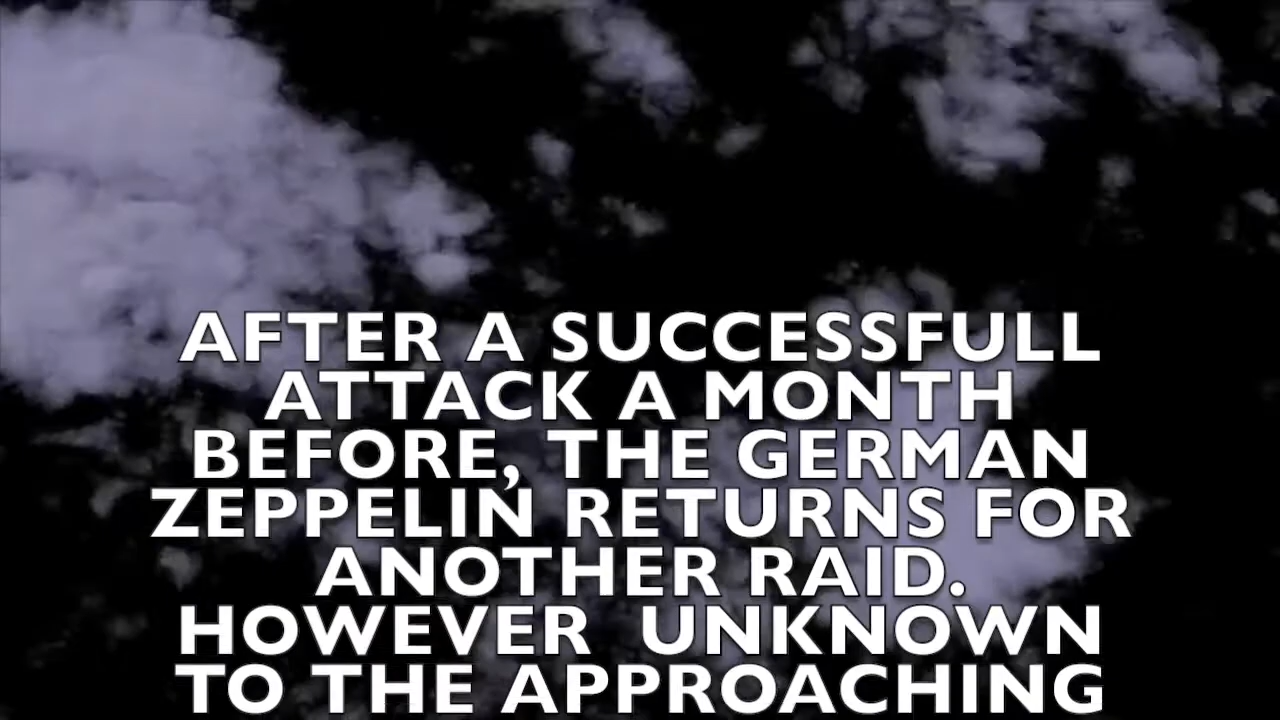 AFTER A SUCCESSFULL
ATTACK A MONTH
BEFORE, THE GERMAN
ZEPPELIN RETURNS FOR
ANOTHER RAID.
HOWEVER  UNKNOWN
TO THE APPROACHING